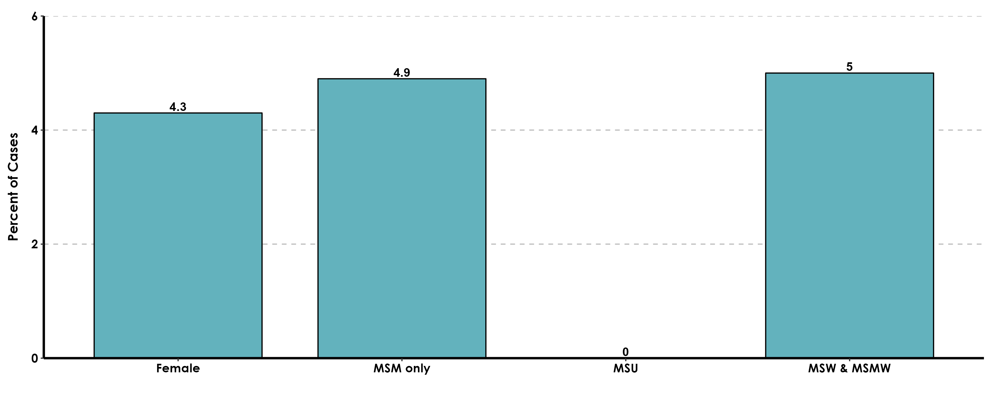 6
4
2
0
Percent of Cases
4.3
4.9
0
5
Female
MSM only
MSU
MSW & MSMW